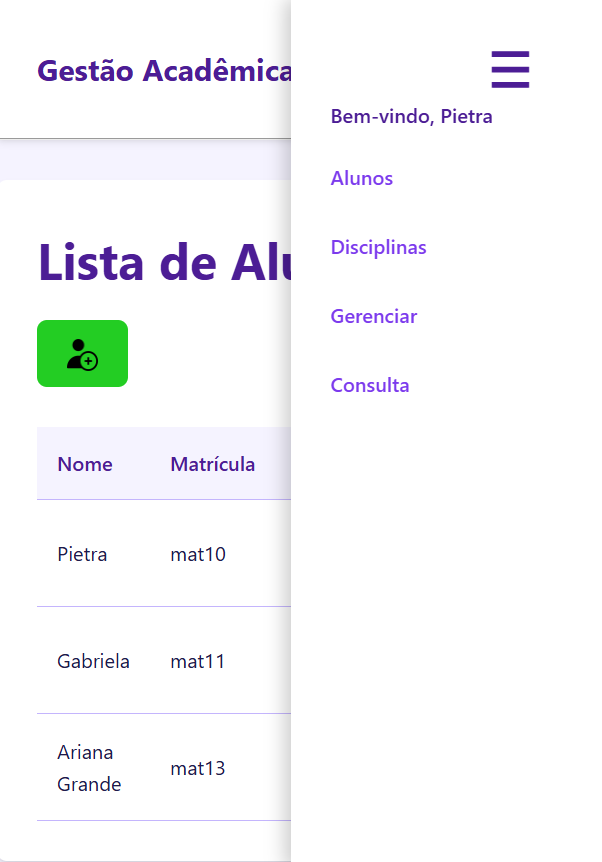 Gestão Acadêmica
Lista de Alu
Nome Matrícula
Pietra mat10
Gabriela mat11
Ariana
Grande mat13
Bem-vindo, Pietra
Alunos
Disciplinas
Gerenciar
Consulta